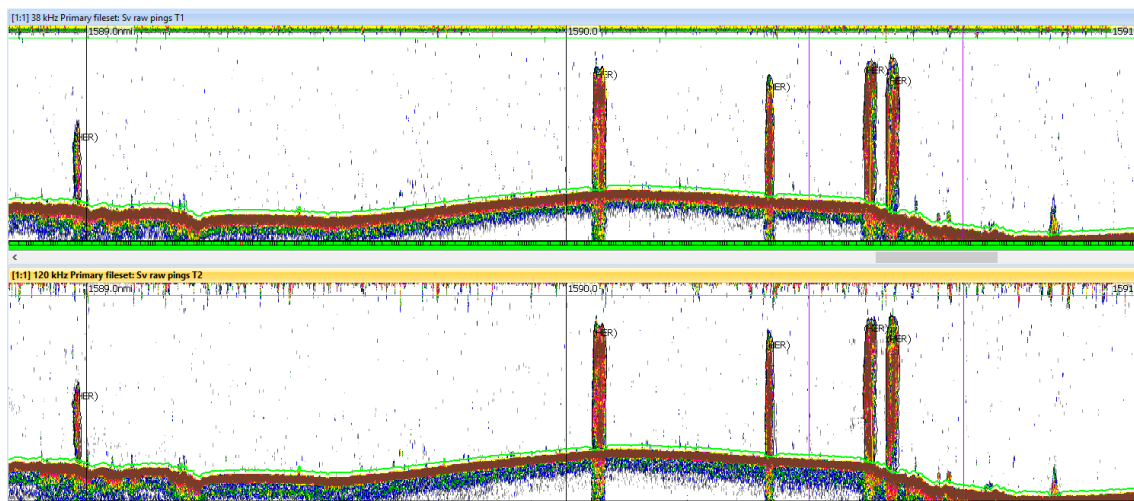 [1:1] 38 kHz Primary fileset: Sv raw pings T1
1589.0nmi 1590.0 1591
HER) HER) HER) HER) HER)
<
[1:1] 120 kHz Primary fileset: Sv raw pings T2
1589.0nmi 1590.0 1591
HER) HER) HER) HER) HER)